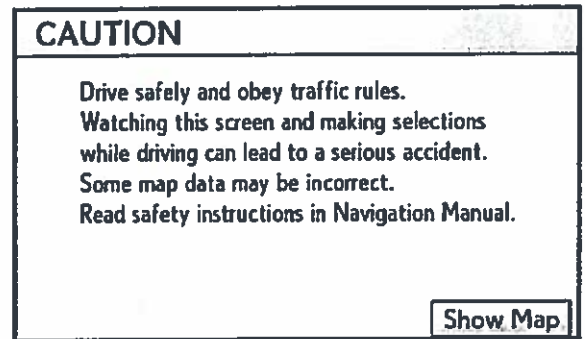 CAUTION
Drive safely and obey traffic rules.
Watching this screen and making selections
while driving can lead to a serious accident.
Some map data may be incorrect.
Read safety instructions in Navigation Manual.
Show Map